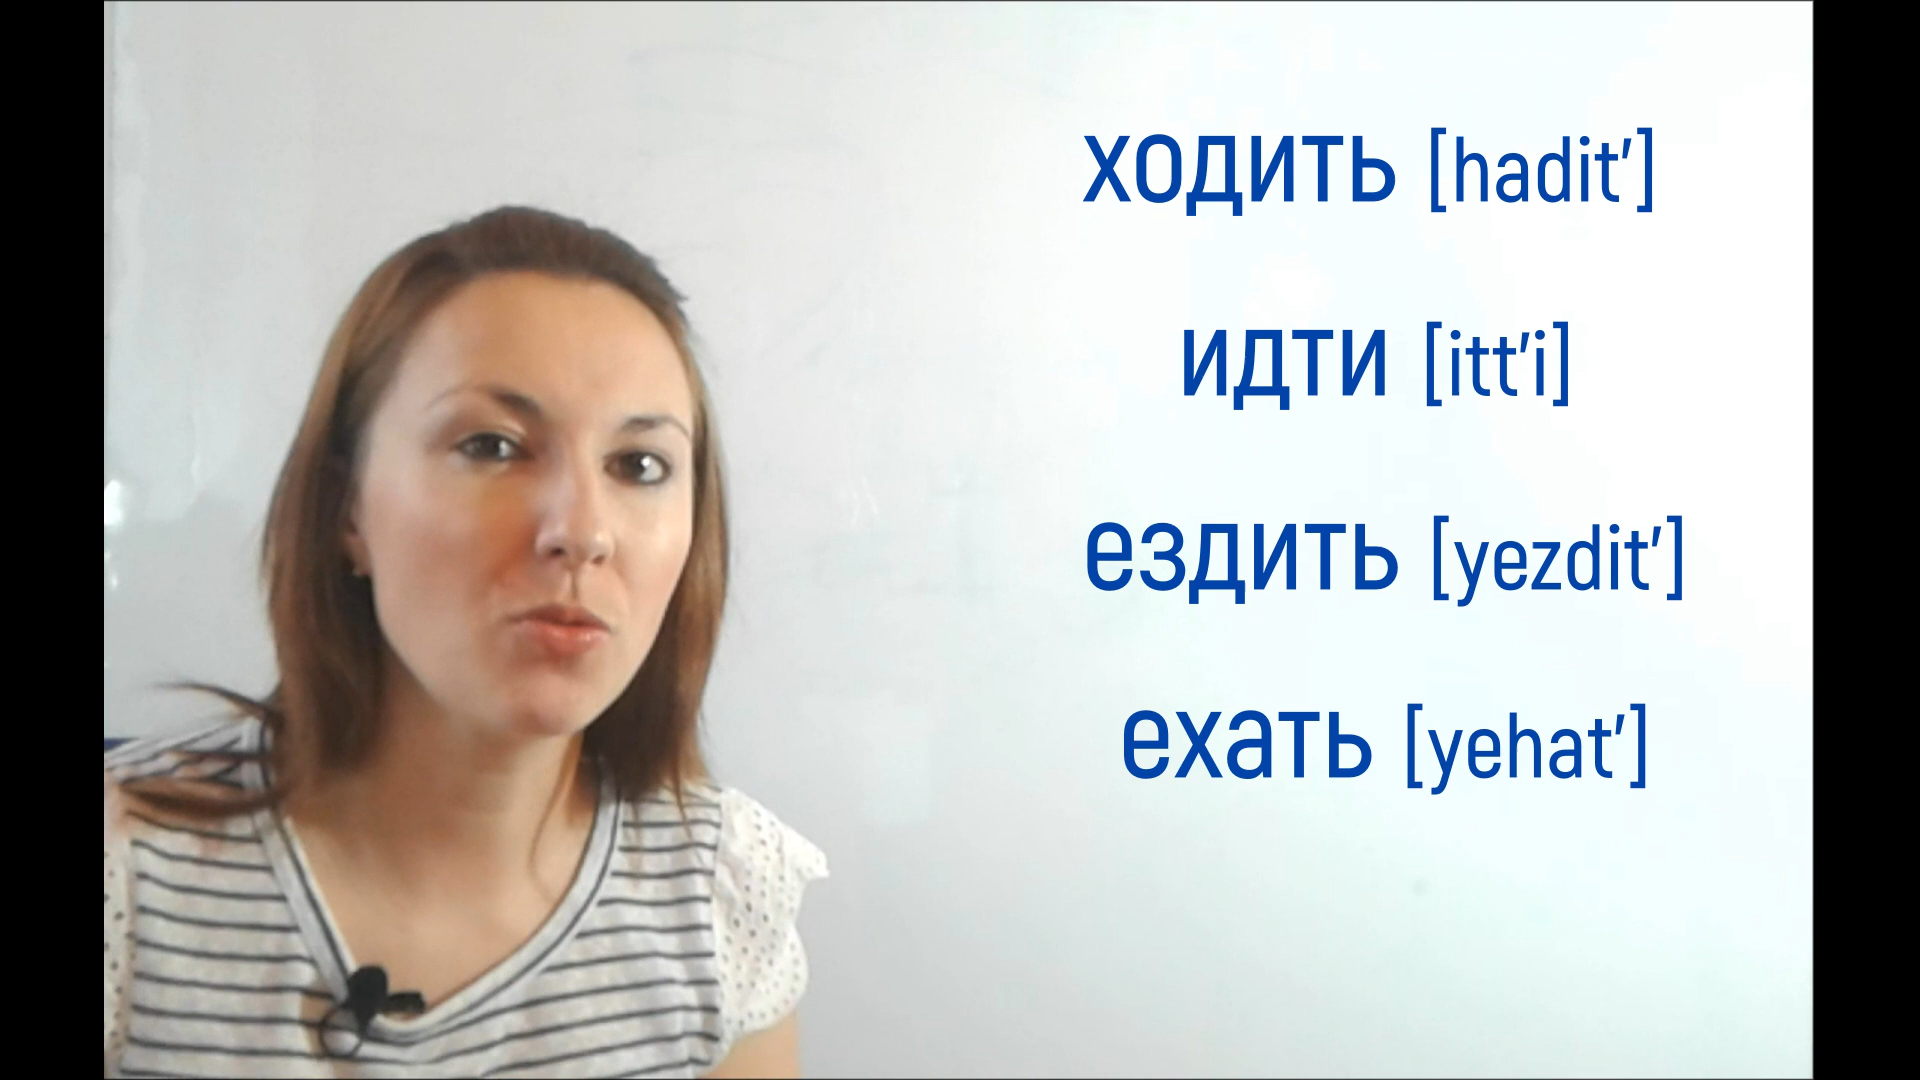 ходить [hadit’]
идти [itt’i]
ездить [yezdit’]
ехать [yehat’]